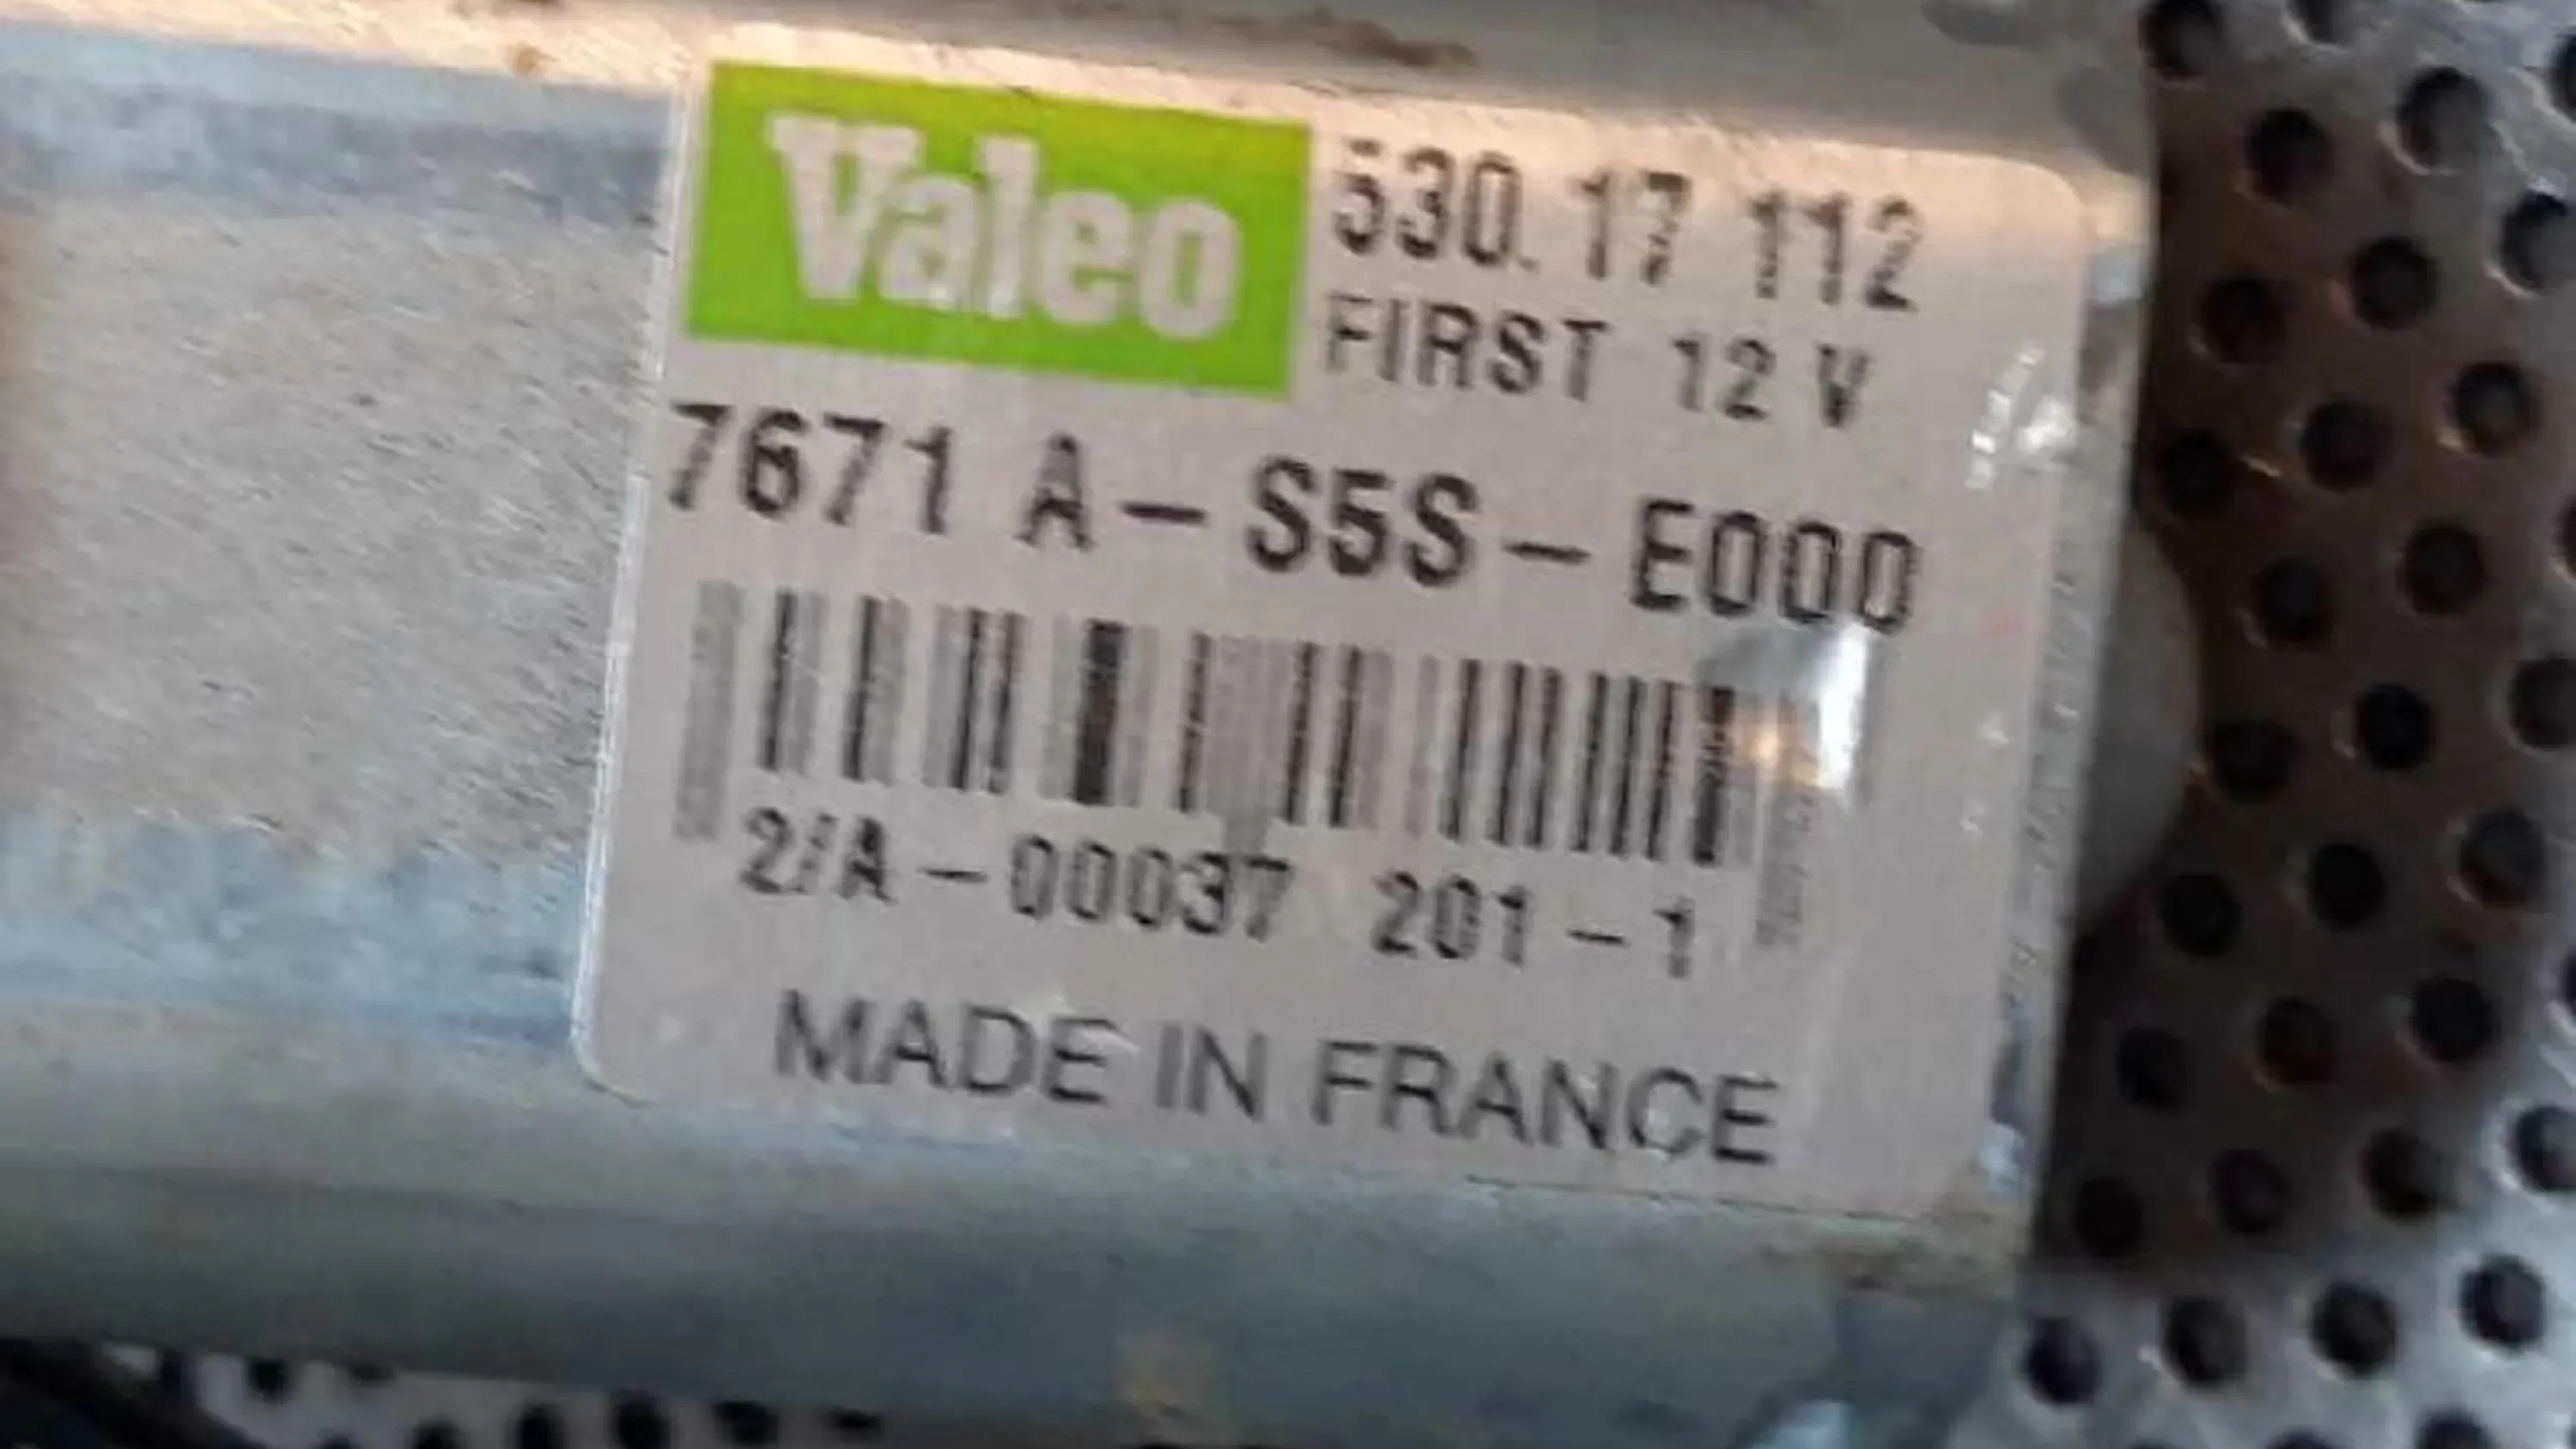 Valeo
530.17 112
FIRST 12 V
7671 A-S5S-E000
2/A-00037 201-1
MADE IN FRANCE